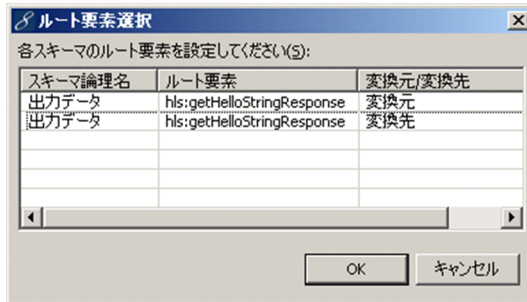 ルート要素選択
各スキーマのルート要素を設定してください(S):
スキーマ論理名 ルート要素 変換元/変換先
出力データ hls:getHelloStringResponse 変換元
出力データ hls:getHelloStringResponse 変換先
OK キャンセル